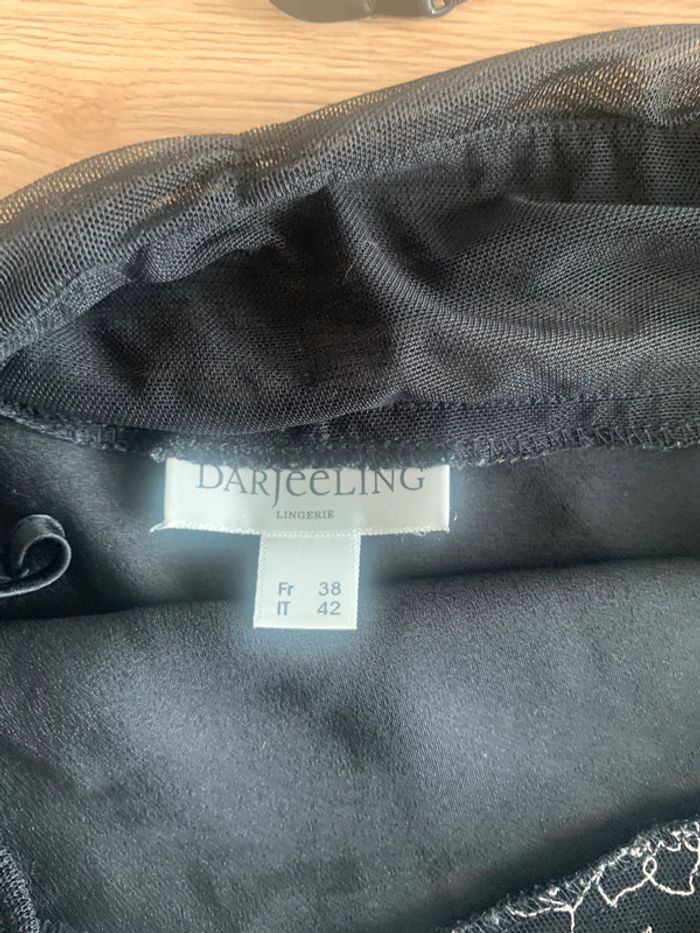 DARJeeLING
LINGERIE
Fr 38
IT 42